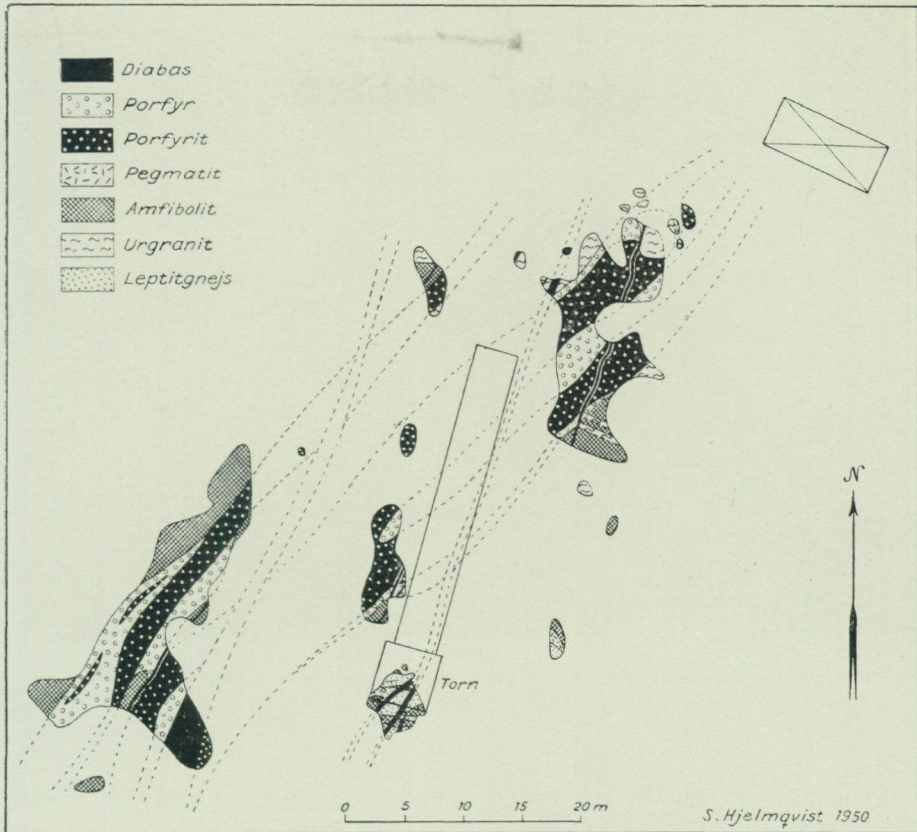 Diabas
Porfyr
Porfyrit
Pegmatit
Amfibolit
Urgranit
Leptitgnejs
N
Torn
0 5 10 15 20 m
S. Hjelmqvist 1950